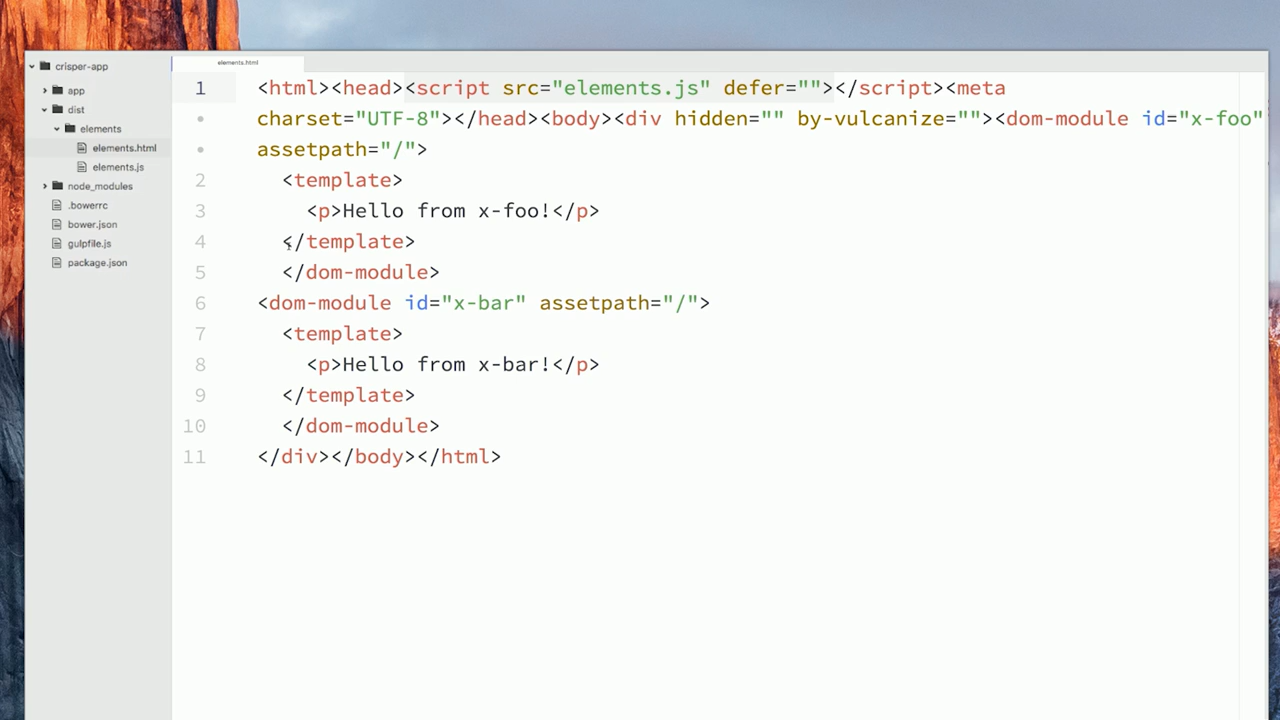 elements.html
crisper-app
app
dist
elements
elements.html
elements.js
node_modules
.bowerrc
bower.json
gulpfile.js
package.json
1 <html><head><script src="elements.js" defer=""></script><meta
• charset="UTF-8"></head><body><div hidden="" by-vulcanize=""><dom-module id="x-foo"
• assetpath="/">
2 <template>
3 <p>Hello from x-foo!</p>
4 </template>
5 </dom-module>
6 <dom-module id="x-bar" assetpath="/">
7 <template>
8 <p>Hello from x-bar!</p>
9 </template>
10 </dom-module>
11 </div></body></html>